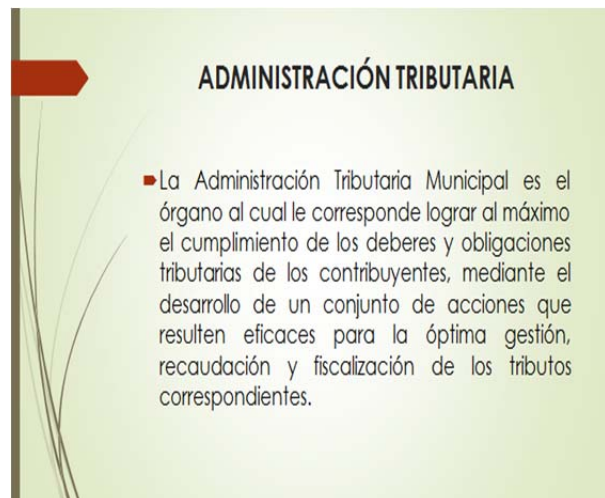 ADMINISTRACIÓN TRIBUTARIA
La Administración Tributaria Municipal es el
órgano al cual le corresponde lograr al máximo
el cumplimiento de los deberes y obligaciones
tributarias de los contribuyentes, mediante el
desarrollo de un conjunto de acciones que
resulten eficaces para la óptima gestión,
recaudación y fiscalización de los tributos
correspondientes.